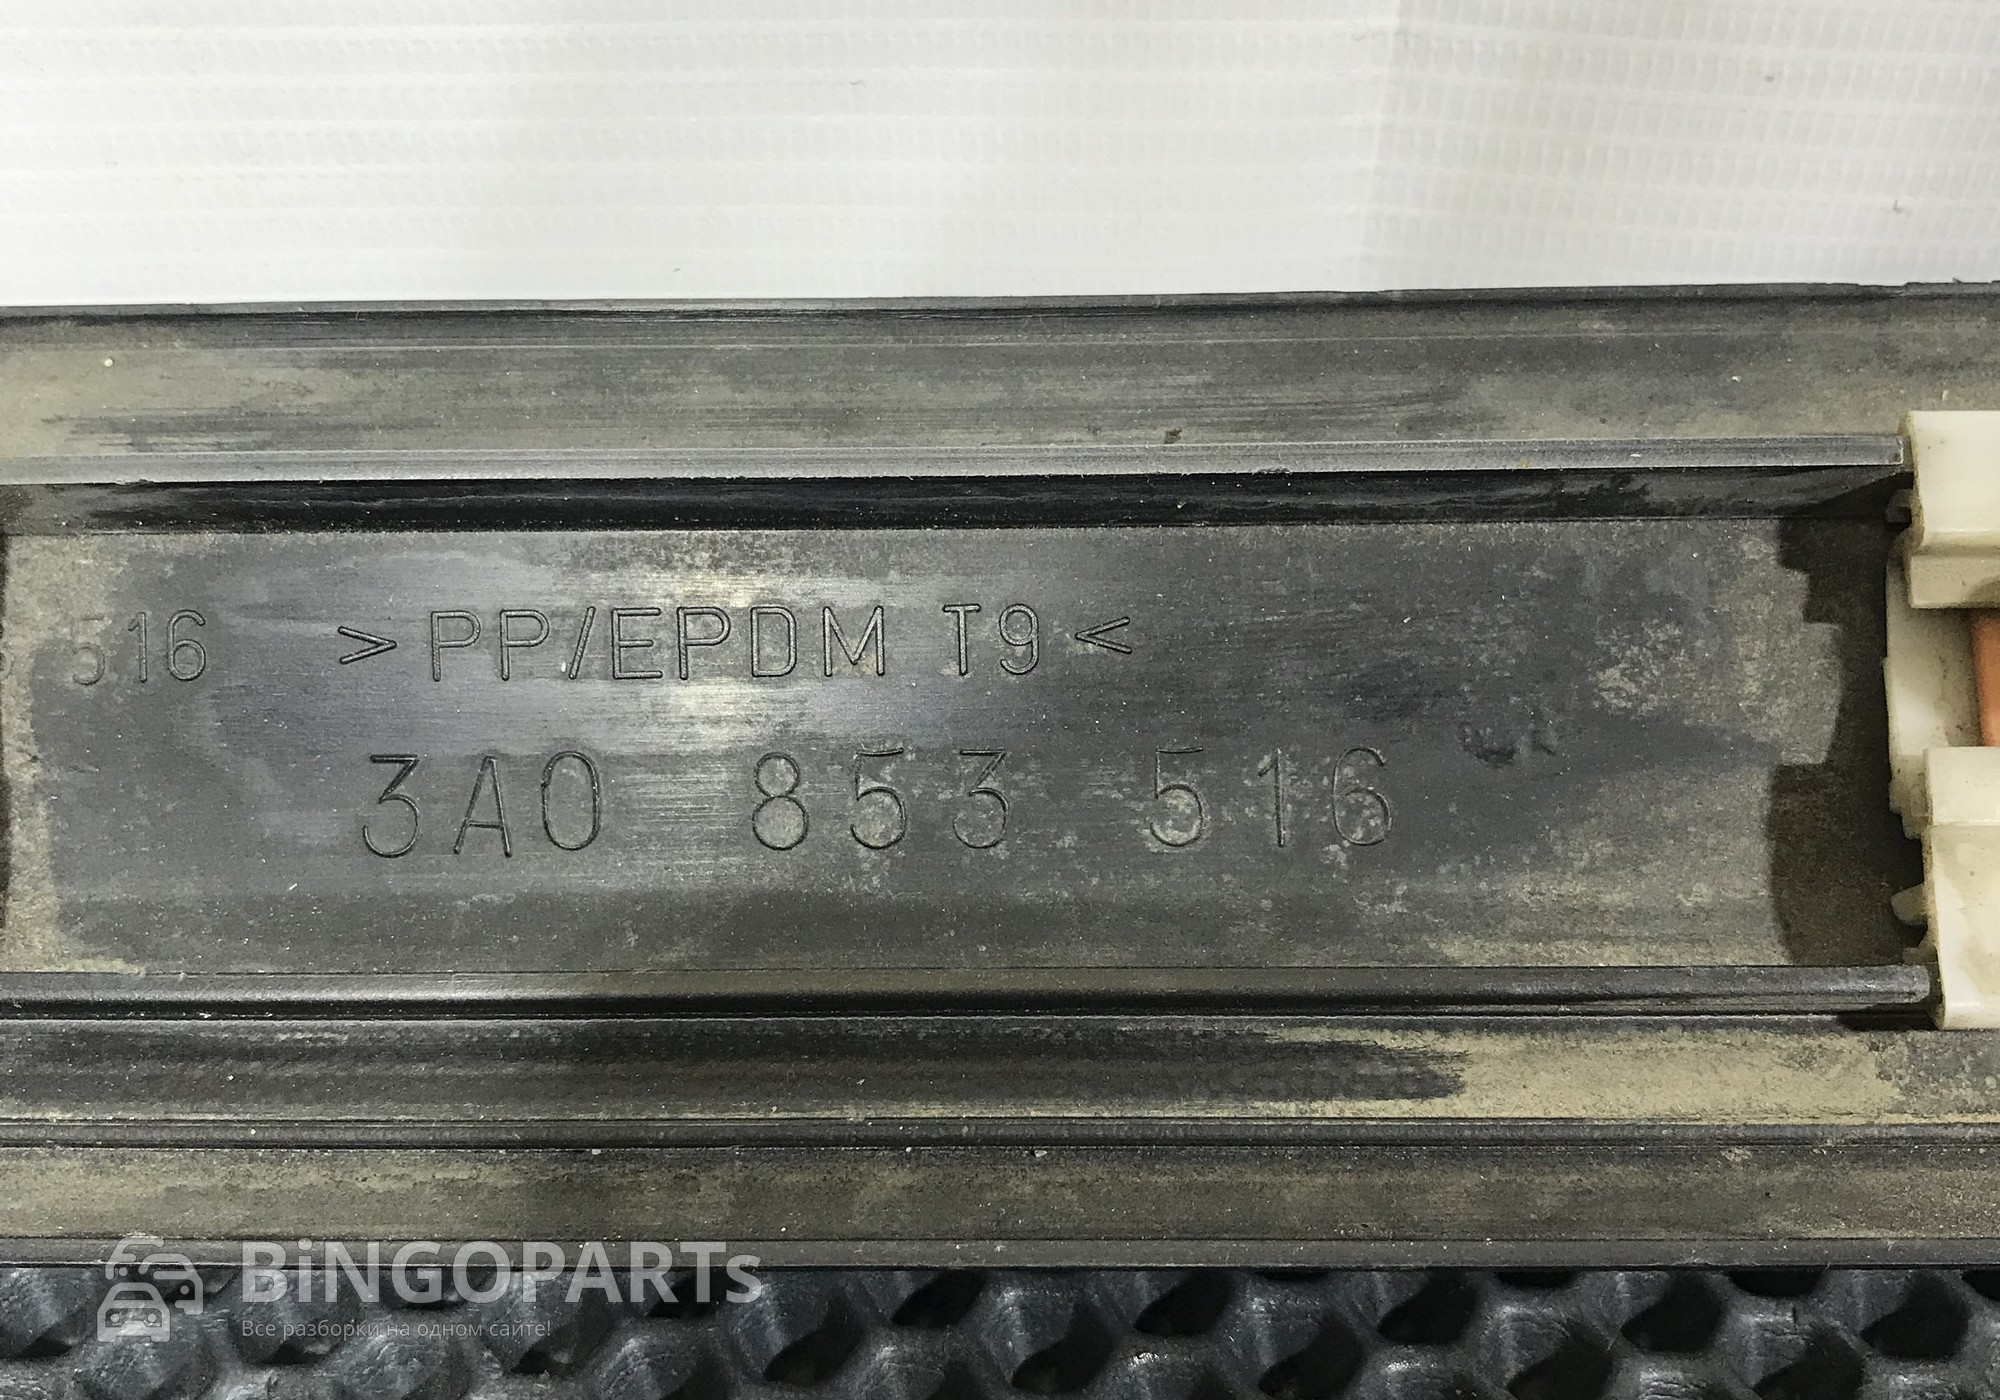 516 >PP/EPDM T9<
3A0 853 516
BiNGOPARTs
Все разборки на одном сайте!